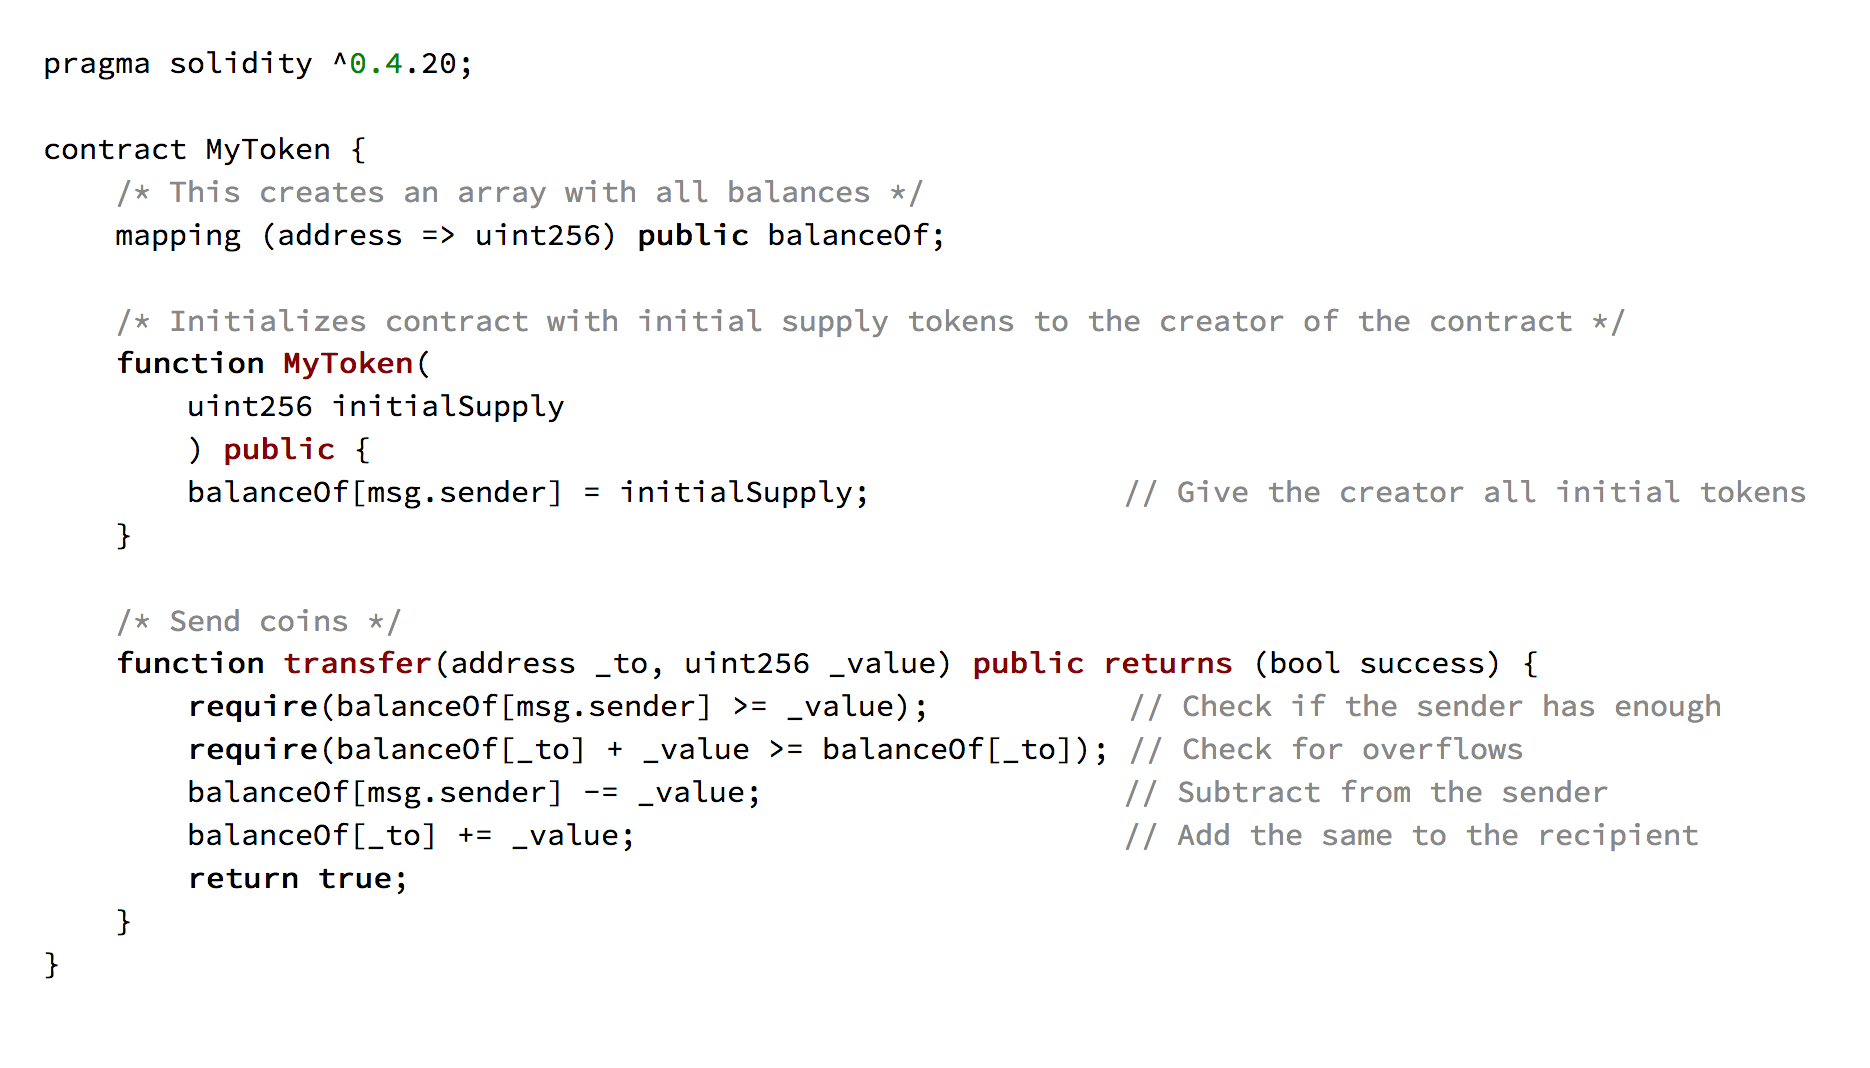 pragma solidity ^0.4.20;
contract MyToken {
/* This creates an array with all balances */
mapping (address => uint256) public balanceOf;
/* Initializes contract with initial supply tokens to the creator of the contract */
function MyToken(
uint256 initialSupply
) public {
balanceOf[msg.sender] = initialSupply; // Give the creator all initial tokens
}
/* Send coins */
function transfer(address _to, uint256 _value) public returns (bool success) {
require(balanceOf[msg.sender] >= _value); // Check if the sender has enough
require(balanceOf[_to] + _value >= balanceOf[_to]); // Check for overflows
balanceOf[msg.sender] -= _value; // Subtract from the sender
balanceOf[_to] += _value; // Add the same to the recipient
return true;
}
}